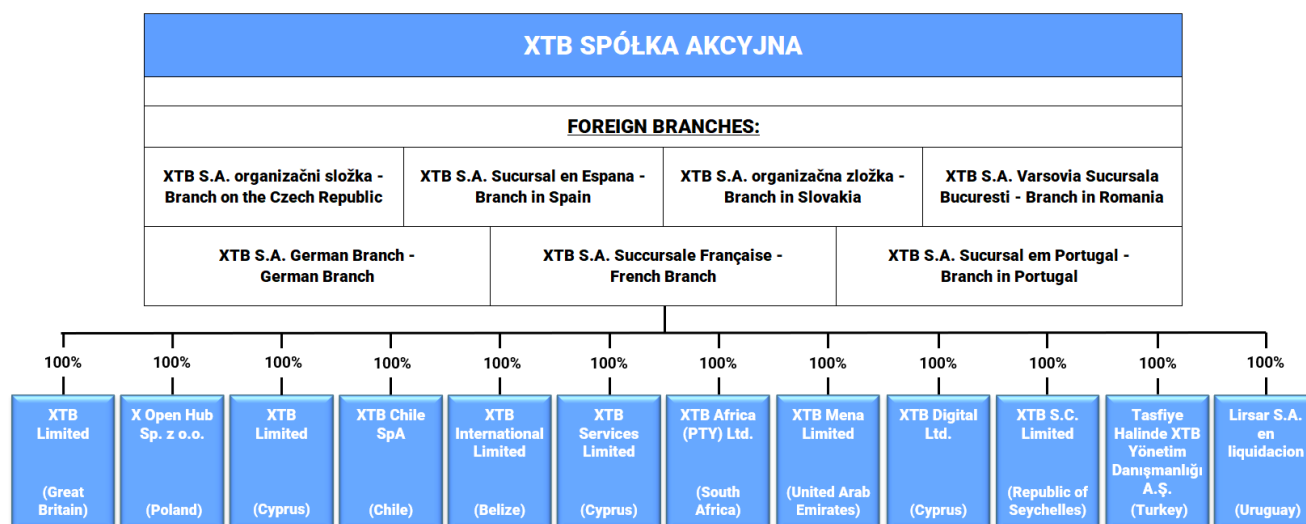 XTB SPÓŁKA AKCYJNA
FOREIGN BRANCHES:
XTB S.A. organizačni složka -
Branch on the Czech Republic
XTB S.A. Sucursal en Espana -
Branch in Spain
XTB S.A. organizačna zložka -
Branch in Slovakia
XTB S.A. Varsovia Sucursala
Bucuresti - Branch in Romania
XTB S.A. German Branch -
German Branch
XTB S.A. Succursale Française -
French Branch
XTB S.A. Sucursal em Portugal -
Branch in Portugal
100%
100%
100%
100%
100%
100%
100%
100%
100%
100%
100%
100%
XTB
Limited
(Great
Britain)
X Open Hub
Sp. z o.o.
(Poland)
XTB
Limited
(Cyprus)
XTB Chile
SpA
(Chile)
XTB
International
Limited
(Belize)
XTB
Services
Limited
(Cyprus)
XTB Africa
(PTY) Ltd.
(South
Africa)
XTB Mena
Limited
(United Arab
Emirates)
XTB Digital
Ltd.
(Cyprus)
XTB S.C.
Limited
(Republic of
Seychelles)
Tasfiye
Halinde XTB
Yönetim
Danışmanlığı
A.Ş.
(Turkey)
Lirsar S.A.
en
liquidacion
(Uruguay)